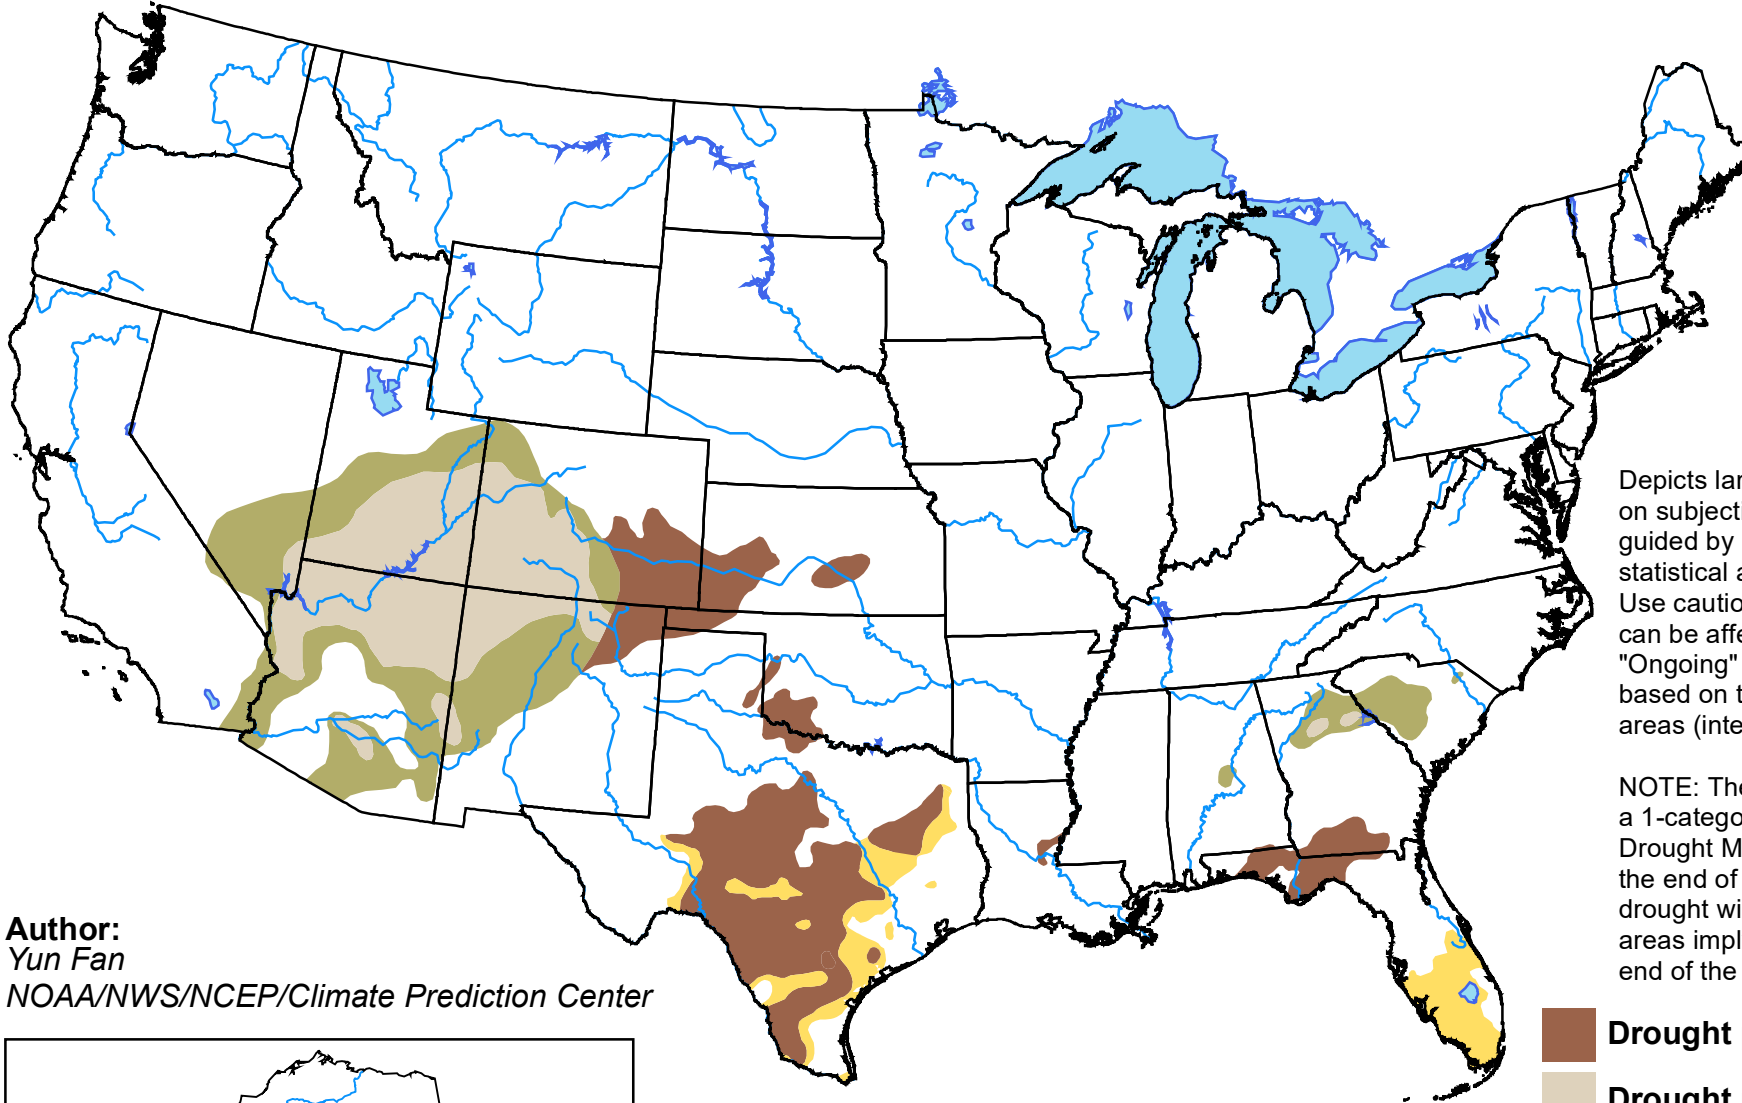 Author:
Yun Fan
NOAA/NWS/NCEP/Climate Prediction Center
Depicts lar
on subjecti
guided by
statistical a
Use cautio
can be affe
"Ongoing"
based on t
areas (inte
NOTE: The
a 1-catego
Drought M
the end of
drought wi
areas impl
end of the
Drought
Drought